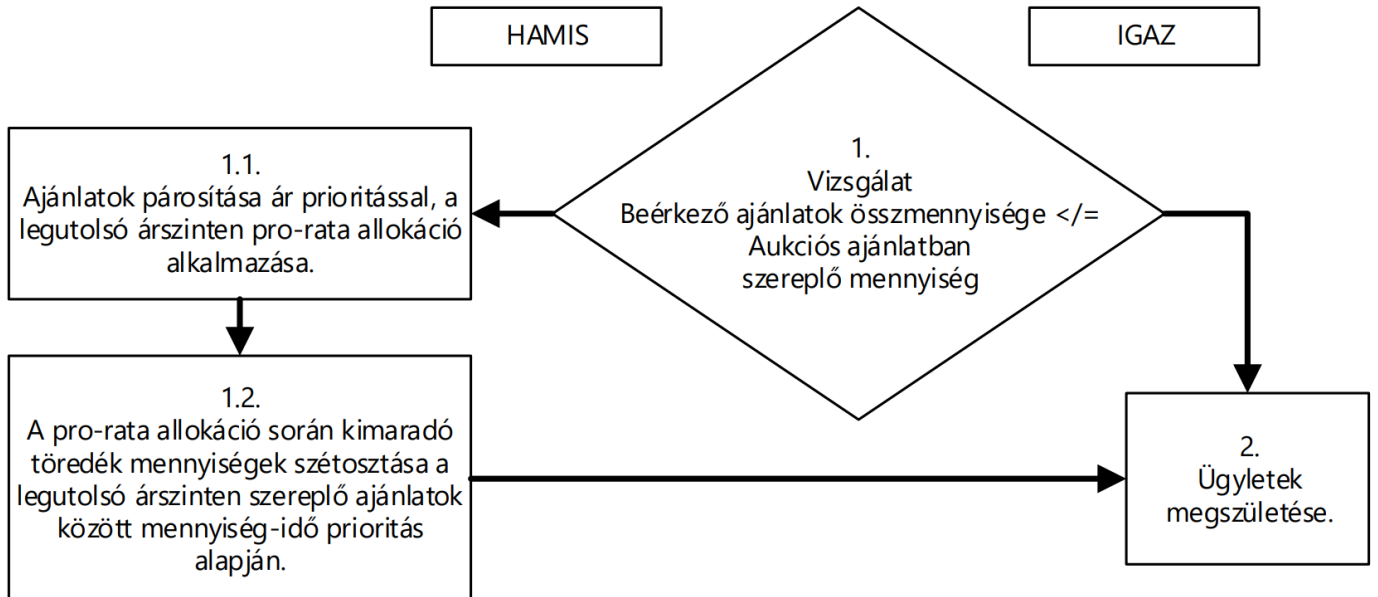 HAMIS
IGAZ
1.
Vizsgálat
Beérkező ajánlatok összmennyisége </=
Aukciós ajánlatban
szereplő mennyiség
1.1.
Ajánlatok párosítása ár prioritással, a
legutolsó árszinten pro-rata allokáció
alkalmazása.
1.2.
A pro-rata allokáció során kimaradó
töredék mennyiségek szétosztása a
legutolsó árszinten szereplő ajánlatok
között mennyiség-idő prioritás
alapján.
2.
Ügyletek
megszületése.